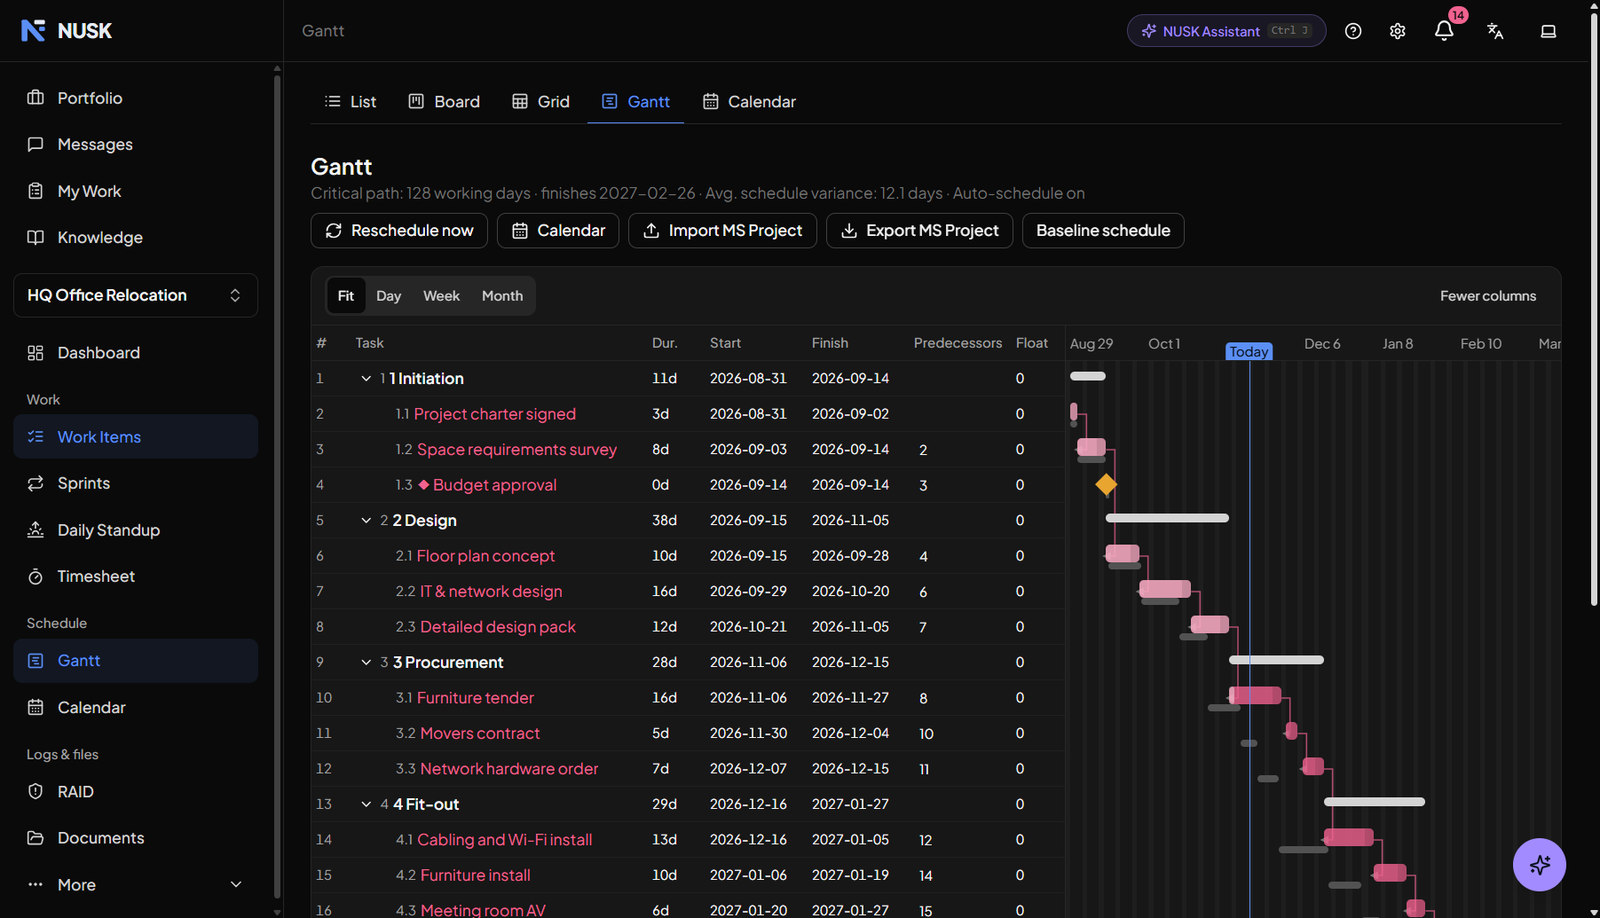 NUSK
Gantt
NUSK Assistant Ctrl J
14
Portfolio
Messages
My Work
Knowledge
HQ Office Relocation
Dashboard
Work
Work Items
Sprints
Daily Standup
Timesheet
Schedule
Gantt
Calendar
Logs & files
RAID
Documents
More
List Board Grid Gantt Calendar
Gantt
Critical path: 128 working days · finishes 2027-02-26 · Avg. schedule variance: 12.1 days · Auto-schedule on
Reschedule now Calendar Import MS Project Export MS Project Baseline schedule
Fit Day Week Month Fewer columns
# Task Dur. Start Finish Predecessors Float Aug 29 Oct 1 Today Dec 6 Jan 8 Feb 10 Mar
1 1 1 Initiation 11d 2026-08-31 2026-09-14 0
2 1.1 Project charter signed 3d 2026-08-31 2026-09-02 0
3 1.2 Space requirements survey 8d 2026-09-03 2026-09-14 2 0
4 1.3 ◆ Budget approval 0d 2026-09-14 2026-09-14 3 0
5 2 2 Design 38d 2026-09-15 2026-11-05 0
6 2.1 Floor plan concept 10d 2026-09-15 2026-09-28 4 0
7 2.2 IT & network design 16d 2026-09-29 2026-10-20 6 0
8 2.3 Detailed design pack 12d 2026-10-21 2026-11-05 7 0
9 3 3 Procurement 28d 2026-11-06 2026-12-15 0
10 3.1 Furniture tender 16d 2026-11-06 2026-11-27 8 0
11 3.2 Movers contract 5d 2026-11-30 2026-12-04 10 0
12 3.3 Network hardware order 7d 2026-12-07 2026-12-15 11 0
13 4 4 Fit-out 29d 2026-12-16 2027-01-27 0
14 4.1 Cabling and Wi-Fi install 13d 2026-12-16 2027-01-05 12 0
15 4.2 Furniture install 10d 2027-01-06 2027-01-19 14 0
16 4.3 Meeting room AV 6d 2027-01-20 2027-01-27 15 0